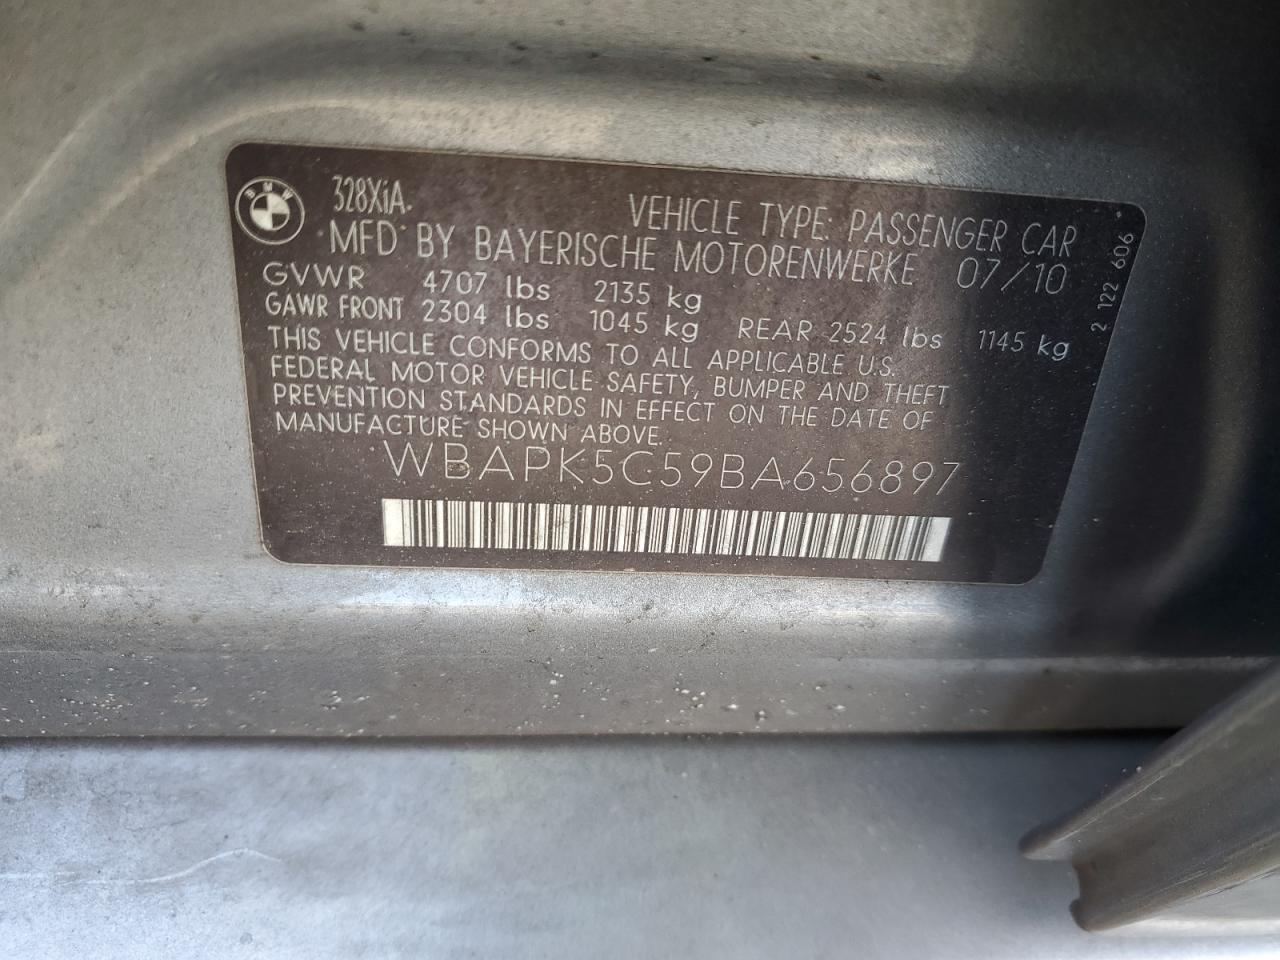 BMW
328XiA
VEHICLE TYPE: PASSENGER CAR
MFD BY BAYERISCHE MOTORENWERKE 07/10
GVWR 4707 lbs 2135 kg
GAWR FRONT 2304 lbs 1045 kg REAR 2524 lbs 1145 kg
THIS VEHICLE CONFORMS TO ALL APPLICABLE U.S.
FEDERAL MOTOR VEHICLE SAFETY, BUMPER AND THEFT
PREVENTION STANDARDS IN EFFECT ON THE DATE OF
MANUFACTURE SHOWN ABOVE.
WBAPK5C59BA656897
2 122 606